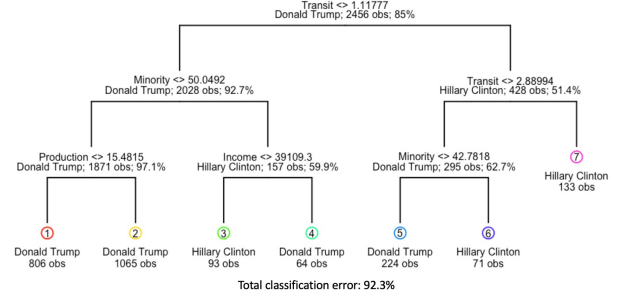 Transit <> 1.11777
Donald Trump; 2456 obs; 85%
Minority <> 50.0492
Donald Trump; 2028 obs; 92.7%
Transit <> 2.88994
Hillary Clinton; 428 obs; 51.4%
Production <> 15.4815
Donald Trump; 1871 obs; 97.1%
Income <> 39109.3
Hillary Clinton; 157 obs; 59.9%
Minority <> 42.7818
Donald Trump; 295 obs; 62.7%
7
Hillary Clinton
133 obs
1
Donald Trump
806 obs
2
Donald Trump
1065 obs
3
Hillary Clinton
93 obs
4
Donald Trump
64 obs
5
Donald Trump
224 obs
6
Hillary Clinton
71 obs
Total classification error: 92.3%